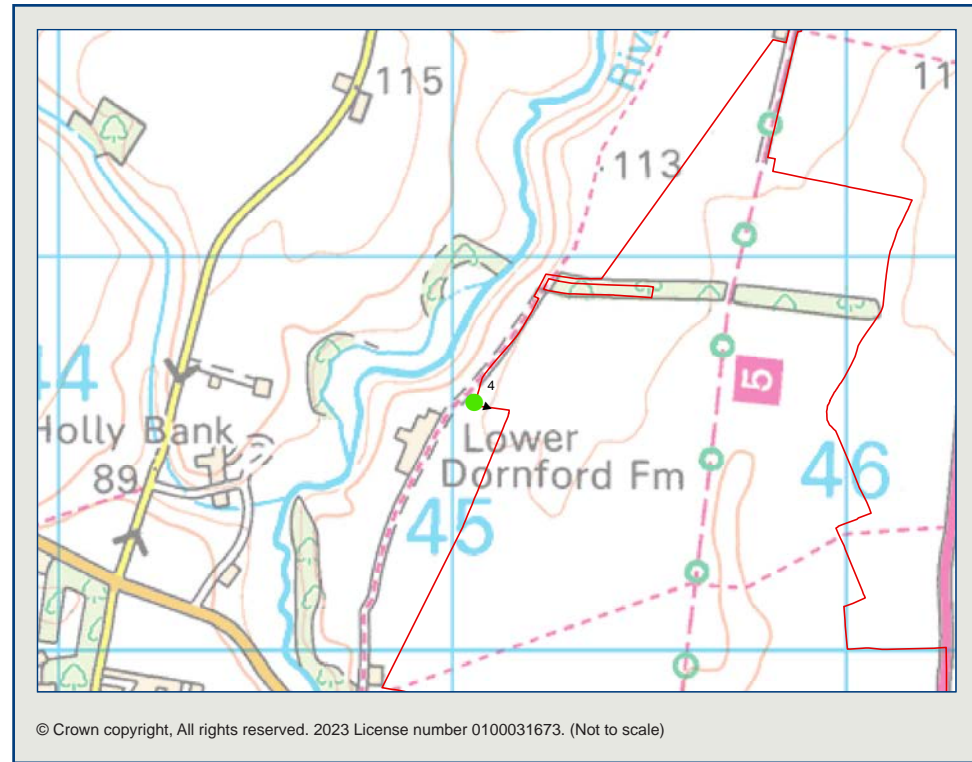 115
River
11
113
44
5
4
Holly Bank
Lower
Dornford Fm
89
46
45
© Crown copyright, All rights reserved. 2023 License number 0100031673. (Not to scale)